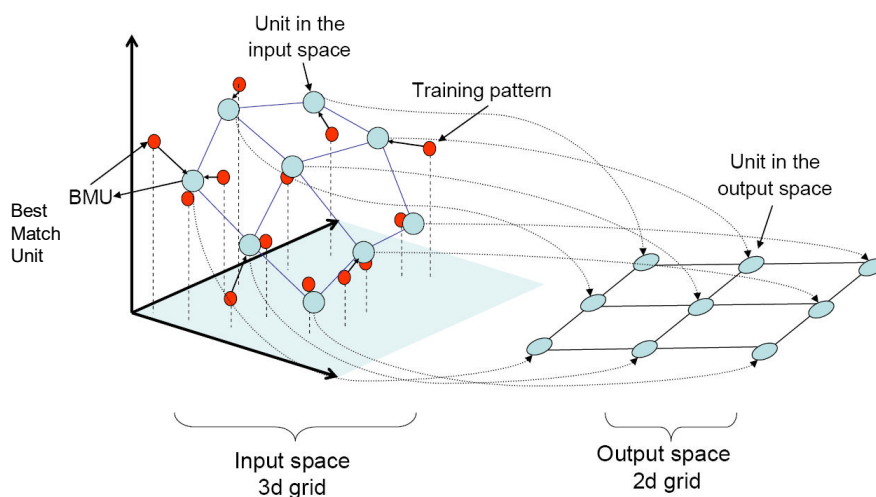 Unit in the
input space
Training pattern
Unit in the
output space
BMU
Best
Match
Unit
Input space
3d grid
Output space
2d grid